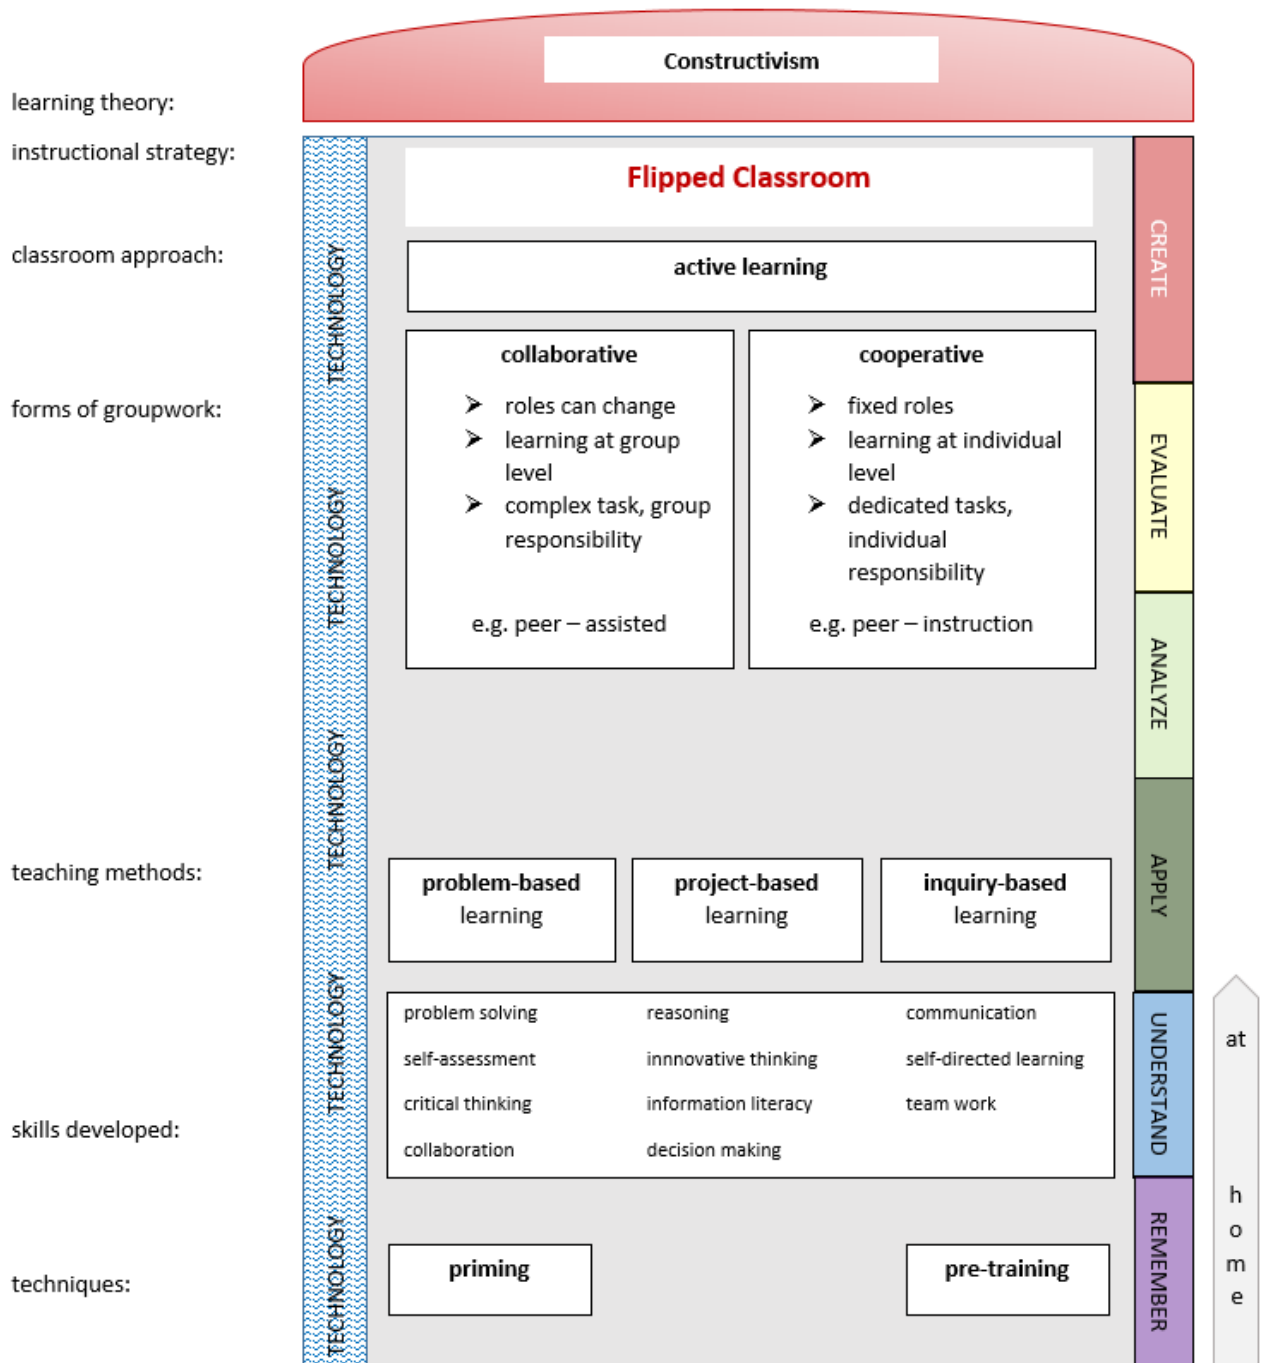 Constructivism
learning theory:
instructional strategy:
Flipped Classroom
classroom approach:
active learning
forms of groupwork:
collaborative
➢ roles can change
➢ learning at group
level
➢ complex task, group
responsibility
e.g. peer – assisted
cooperative
➢ fixed roles
➢ learning at individual
level
➢ dedicated tasks,
individual
responsibility
e.g. peer – instruction
teaching methods:
problem-based
learning
project-based
learning
inquiry-based
learning
skills developed:
problem solving
reasoning
communication
self-assessment
innnovative thinking
self-directed learning
critical thinking
information literacy
team work
collaboration
decision making
techniques:
priming
pre-training
TECHNOLOGY
TECHNOLOGY
TECHNOLOGY
TECHNOLOGY
TECHNOLOGY
CREATE
EVALUATE
ANALYZE
APPLY
UNDERSTAND
REMEMBER
at
h
o
m
e